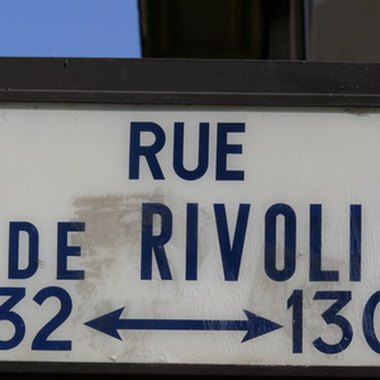 RUE
DE RIVOLI
32 ↔ 130